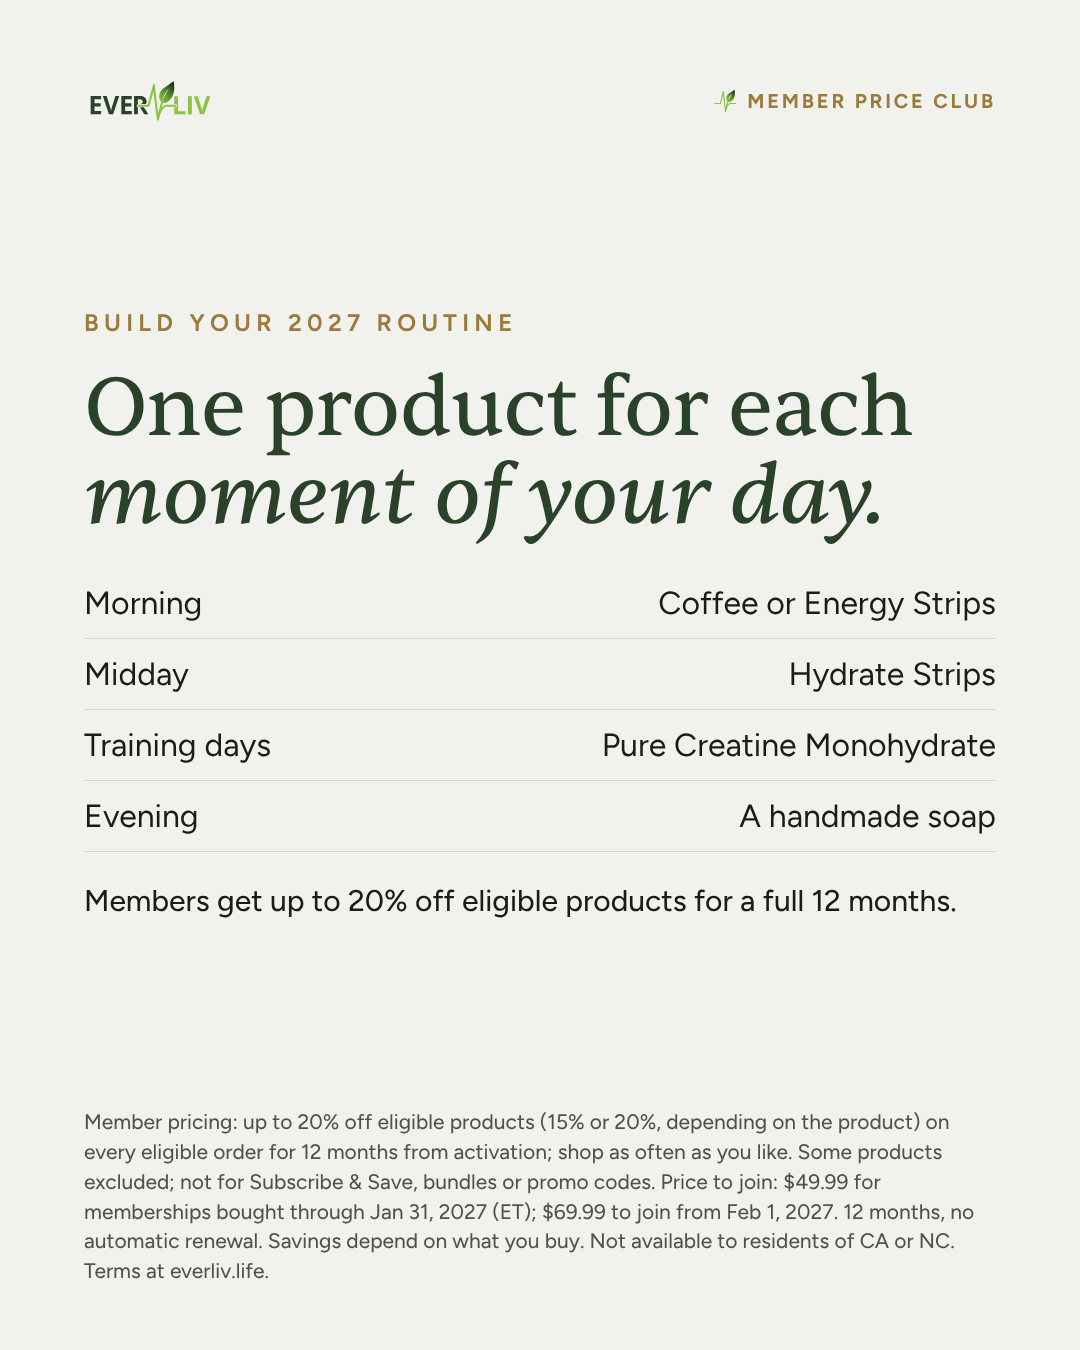 EVERLIV
MEMBER PRICE CLUB
BUILD YOUR 2027 ROUTINE
One product for each
moment of your day.
Morning Coffee or Energy Strips
Midday Hydrate Strips
Training days Pure Creatine Monohydrate
Evening A handmade soap
Members get up to 20% off eligible products for a full 12 months.
Member pricing: up to 20% off eligible products (15% or 20%, depending on the product) on
every eligible order for 12 months from activation; shop as often as you like. Some products
excluded; not for Subscribe & Save, bundles or promo codes. Price to join: $49.99 for
memberships bought through Jan 31, 2027 (ET); $69.99 to join from Feb 1, 2027. 12 months, no
automatic renewal. Savings depend on what you buy. Not available to residents of CA or NC.
Terms at everliv.life.